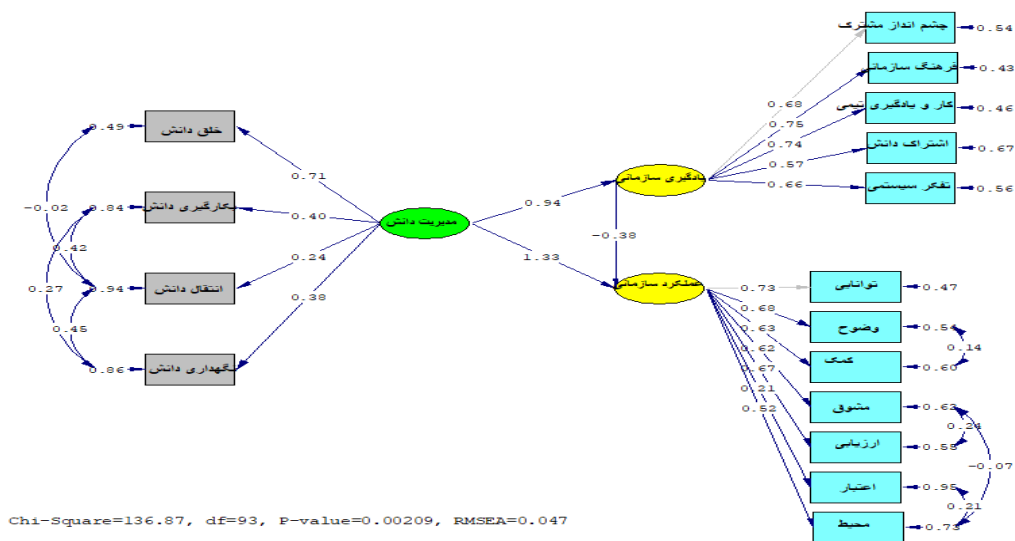 چشم انداز مشترک
0.54
فرهنگ سازمانی
0.43
کار و یادگیری تیمی
0.46
اشتراک دانش
0.67
تفکر سیستمی
0.56
0.68
0.75
0.74
0.57
0.66
خلق دانش
0.49
بکارگیری دانش
0.84
انتقال دانش
0.94
نگهداری دانش
0.86
-0.02
0.42
0.27
0.45
0.71
0.40
0.24
0.38
مدیریت دانش
0.94
1.33
یادگیری سازمانی
-0.38
عملکرد سازمانی
0.73
0.68
0.63
0.62
0.67
0.21
0.52
توانایی
0.47
وضوح
0.54
کمک
0.60
مشوق
0.63
ارزیابی
0.58
اعتبار
0.95
محیط
0.73
0.14
0.24
-0.07
0.21
Chi-Square=136.87, df=93, P-value=0.00209, RMSEA=0.047